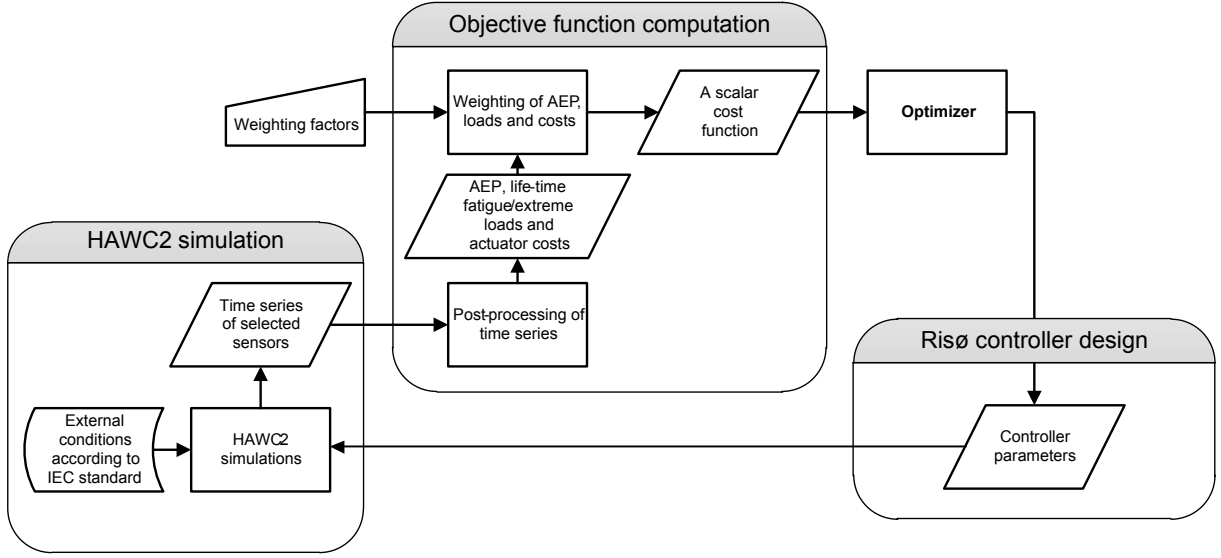 Objective function computation
Weighting factors
Weighting of AEP,
loads and costs
A scalar
cost
function
Optimizer
AEP, life-time
fatigue/extreme
loads and
actuator costs
HAWC2 simulation
Time series
of selected
sensors
Post-processing of
time series
Risø controller design
External
conditions
according to
IEC standard
HAWC2
simulations
Controller
parameters